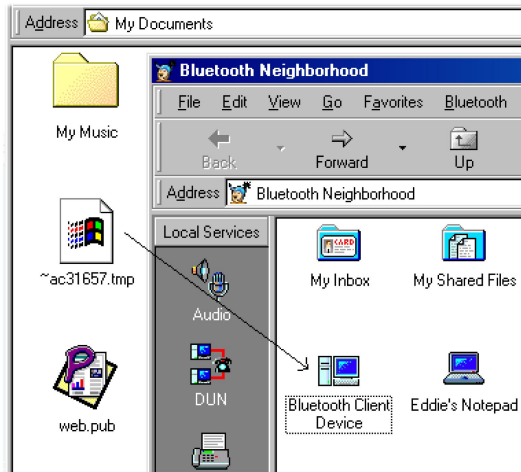 Address My Documents
My Music
~ac31657.tmp
web.pub
Bluetooth Neighborhood
File Edit View Go Favorites Bluetooth
Back Forward Up
Address Bluetooth Neighborhood
Local Services
Audio
DUN
CARD
My Inbox
My Shared Files
Bluetooth Client
Device
Eddie's Notepad